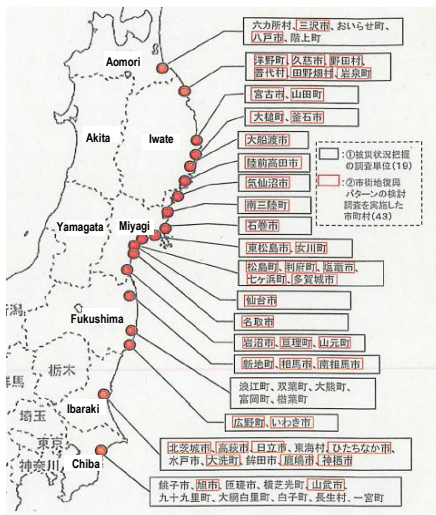 六カ所村、三沢市、おいらせ町、
八戸市、階上町
Aomori
洋野町、久慈市、野田村、
普代村、田野畑村、岩泉町
宮古市、山田町
Akita
Iwate
大槌町、釜石市
大船渡市
陸前高田市
:①被災状況把握
の調査単位(19)
:②市街地復興
パターンの検討
調査を実施した
市町村(43)
気仙沼市
南三陸町
Yamagata
Miyagi
石巻市
東松島市、女川町
松島町、利府町、塩竈市、
七ヶ浜町、多賀城市
仙台市
名取市
Fukushima
岩沼市、亘理町、山元町
新地町、相馬市、南相馬市
浪江町、双葉町、大熊町、
富岡町、楢葉町
栃木
広野町、いわき市
Ibaraki
埼玉
北茨城市、高萩市、日立市、東海村、ひたちなか市、
水戸市、大洗町、鉾田市、鹿嶋市、神栖市
東京
神奈川
Chiba
銚子市、旭市、匝瑳市、横芝光町、山武市、
九十九里町、大網白里町、白子町、長生村、一宮町